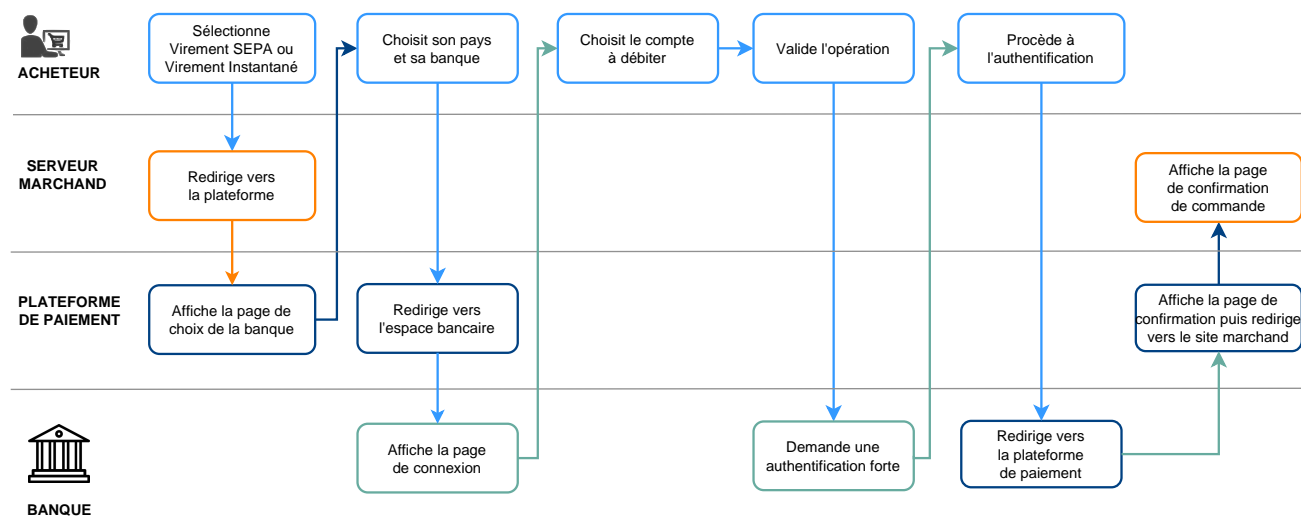 ACHETEUR
Sélectionne
Virement SEPA ou
Virement Instantané
Choisit son pays
et sa banque
Choisit le compte
à débiter
Valide l'opération
Procède à
l'authentification
SERVEUR
MARCHAND
Redirige vers
la plateforme
Affiche la page
de confirmation
de commande
PLATEFORME
DE PAIEMENT
Affiche la page de
choix de la banque
Redirige vers
l'espace bancaire
Affiche la page de
confirmation puis redirige
vers le site marchand
BANQUE
Affiche la page
de connexion
Demande une
authentification forte
Redirige vers
la plateforme
de paiement